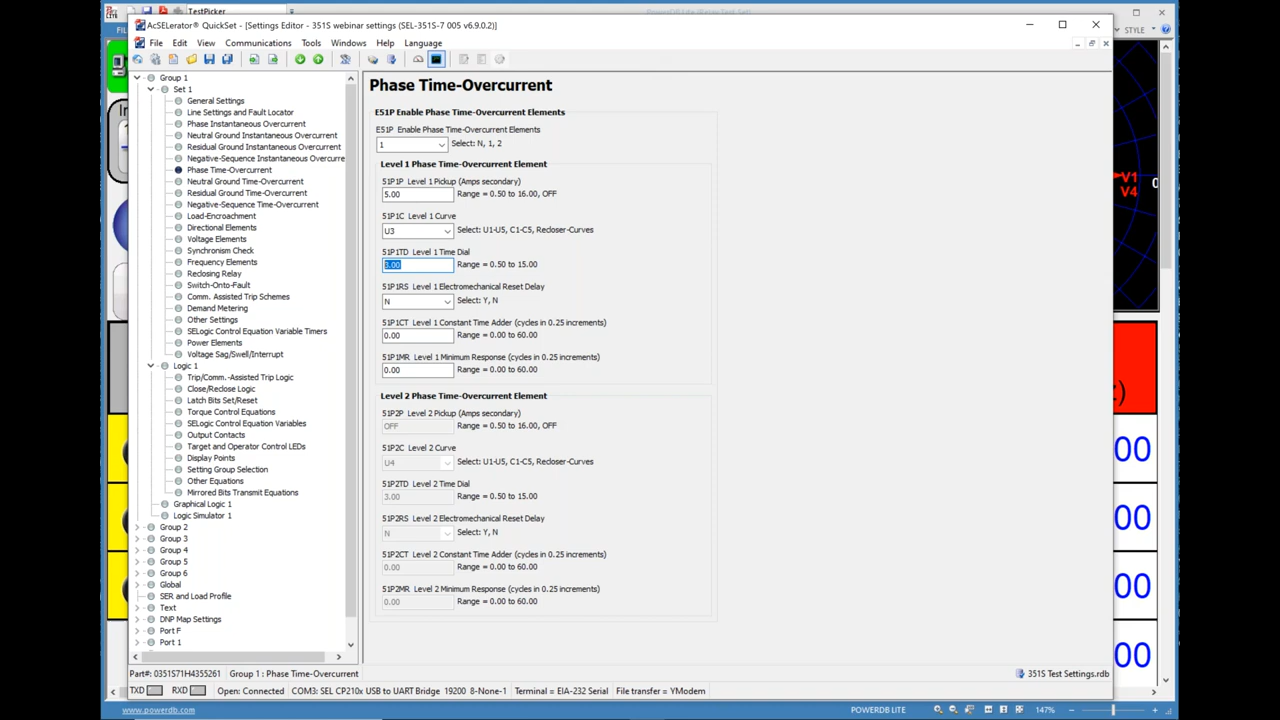 TestPicker
PowerDB Lite - [Relay Test Set]
FIL
STYLE
AcSELerator® QuickSet - [Settings Editor - 351S webinar settings (SEL-351S-7 005 v6.9.0.2)]
File Edit View Communications Tools Windows Help Language
Group 1
Set 1
General Settings
Line Settings and Fault Locator
Phase Instantaneous Overcurrent
Neutral Ground Instantaneous Overcurrent
Residual Ground Instantaneous Overcurrent
Negative-Sequence Instantaneous Overcurre
Phase Time-Overcurrent
Neutral Ground Time-Overcurrent
Residual Ground Time-Overcurrent
Negative-Sequence Time-Overcurrent
Load-Encroachment
Directional Elements
Voltage Elements
Synchronism Check
Frequency Elements
Reclosing Relay
Switch-Onto-Fault
Comm. Assisted Trip Schemes
Demand Metering
Other Settings
SELogic Control Equation Variable Timers
Power Elements
Voltage Sag/Swell/Interrupt
Logic 1
Trip/Comm.-Assisted Trip Logic
Close/Reclose Logic
Latch Bits Set/Reset
Torque Control Equations
SELogic Control Equation Variables
Output Contacts
Target and Operator Control LEDs
Display Points
Setting Group Selection
Other Equations
Mirrored Bits Transmit Equations
Graphical Logic 1
Logic Simulator 1
Group 2
Group 3
Group 4
Group 5
Group 6
Global
SER and Load Profile
Text
DNP Map Settings
Port F
Port 1
Phase Time-Overcurrent
E51P Enable Phase Time-Overcurrent Elements
E51P Enable Phase Time-Overcurrent Elements
1 Select: N, 1, 2
Level 1 Phase Time-Overcurrent Element
51P1P Level 1 Pickup (Amps secondary)
5.00 Range = 0.50 to 16.00, OFF
51P1C Level 1 Curve
U3 Select: U1-U5, C1-C5, Recloser-Curves
51P1TD Level 1 Time Dial
3.00 Range = 0.50 to 15.00
51P1RS Level 1 Electromechanical Reset Delay
N Select: Y, N
51P1CT Level 1 Constant Time Adder (cycles in 0.25 increments)
0.00 Range = 0.00 to 60.00
51P1MR Level 1 Minimum Response (cycles in 0.25 increments)
0.00 Range = 0.00 to 60.00
Level 2 Phase Time-Overcurrent Element
51P2P Level 2 Pickup (Amps secondary)
OFF Range = 0.50 to 16.00, OFF
51P2C Level 2 Curve
U4 Select: U1-U5, C1-C5, Recloser-Curves
51P2TD Level 2 Time Dial
3.00 Range = 0.50 to 15.00
51P2RS Level 2 Electromechanical Reset Delay
N Select: Y, N
51P2CT Level 2 Constant Time Adder (cycles in 0.25 increments)
0.00 Range = 0.00 to 60.00
51P2MR Level 2 Minimum Response (cycles in 0.25 increments)
0.00 Range = 0.00 to 60.00
V1
V4
0
)
00
00
00
00
Part#: 0351S71H4355261 Group 1 : Phase Time-Overcurrent 351S Test Settings.rdb
TXD RXD Open: Connected COM3: SEL CP210x USB to UART Bridge 19200 8-None-1 Terminal = EIA-232 Serial File transfer = YModem
www.powerdb.com POWERDB LITE 147%